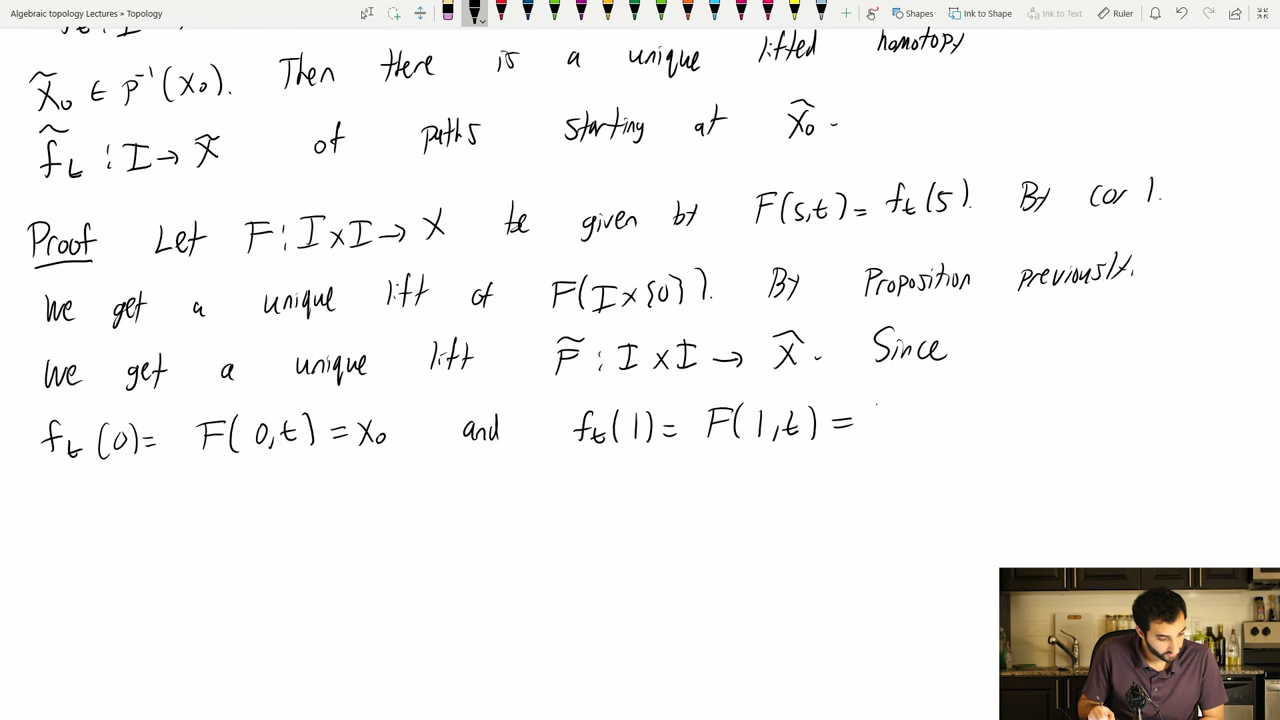 Algebraic topology Lectures » Topology
Shapes
Ink to Shape
Ink to Text
Ruler
x̃₀ ∈ p⁻¹(x₀). Then there is a unique lifted homotopy
f̃ₜ : I → X̃ of paths starting at x̃₀.
Proof Let F : I×I → X be given by F(s,t) = fₜ(s). By cor 1.
We get a unique lift of F(I×{0}). By Proposition previously.
We get a unique lift F̃ : I×I → X̃. Since
fₜ(0) = F(0,t) = x₀ and fₜ(1) = F(1,t) =